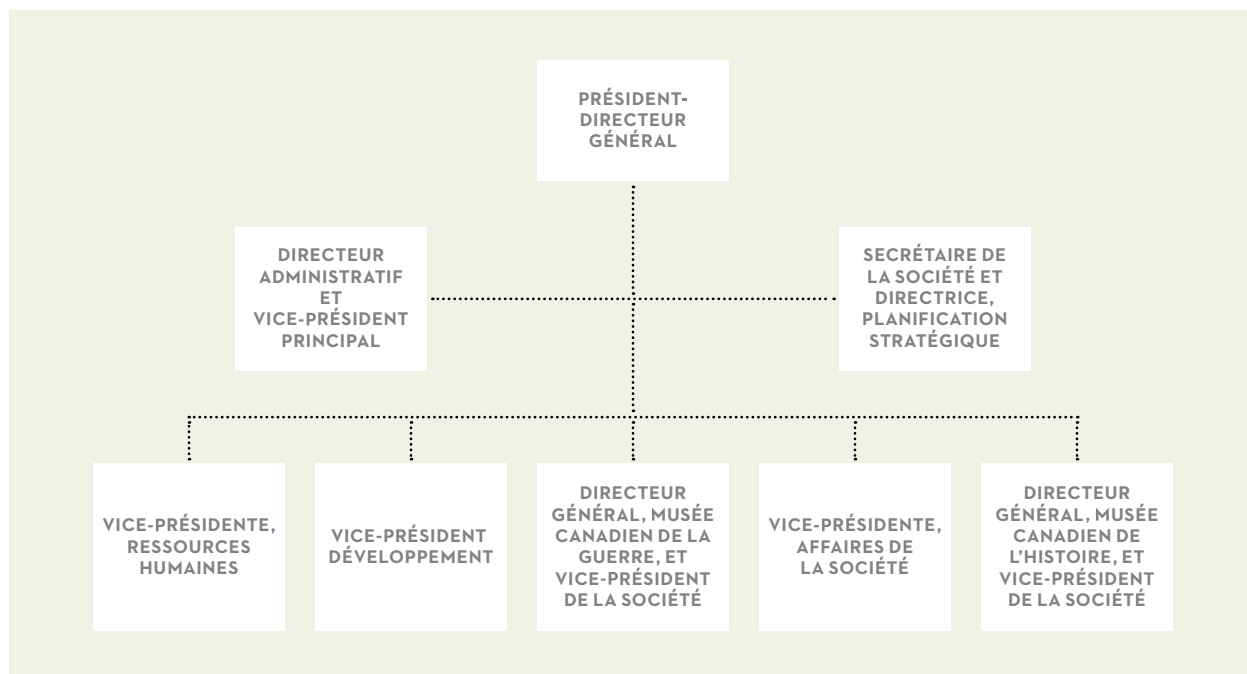 PRÉSIDENT-
DIRECTEUR
GÉNÉRAL
DIRECTEUR
ADMINISTRATIF
ET
VICE-PRÉSIDENT
PRINCIPAL
SECRÉTAIRE DE
LA SOCIÉTÉ ET
DIRECTRICE,
PLANIFICATION
STRATÉGIQUE
VICE-PRÉSIDENTE,
RESSOURCES
HUMAINES
VICE-PRÉSIDENT
DÉVELOPPEMENT
DIRECTEUR
GÉNÉRAL, MUSÉE
CANADIEN DE LA
GUERRE, ET
VICE-PRÉSIDENT
DE LA SOCIÉTÉ
VICE-PRÉSIDENTE,
AFFAIRES DE
LA SOCIÉTÉ
DIRECTEUR
GÉNÉRAL, MUSÉE
CANADIEN DE
L’HISTOIRE, ET
VICE-PRÉSIDENT
DE LA SOCIÉTÉ